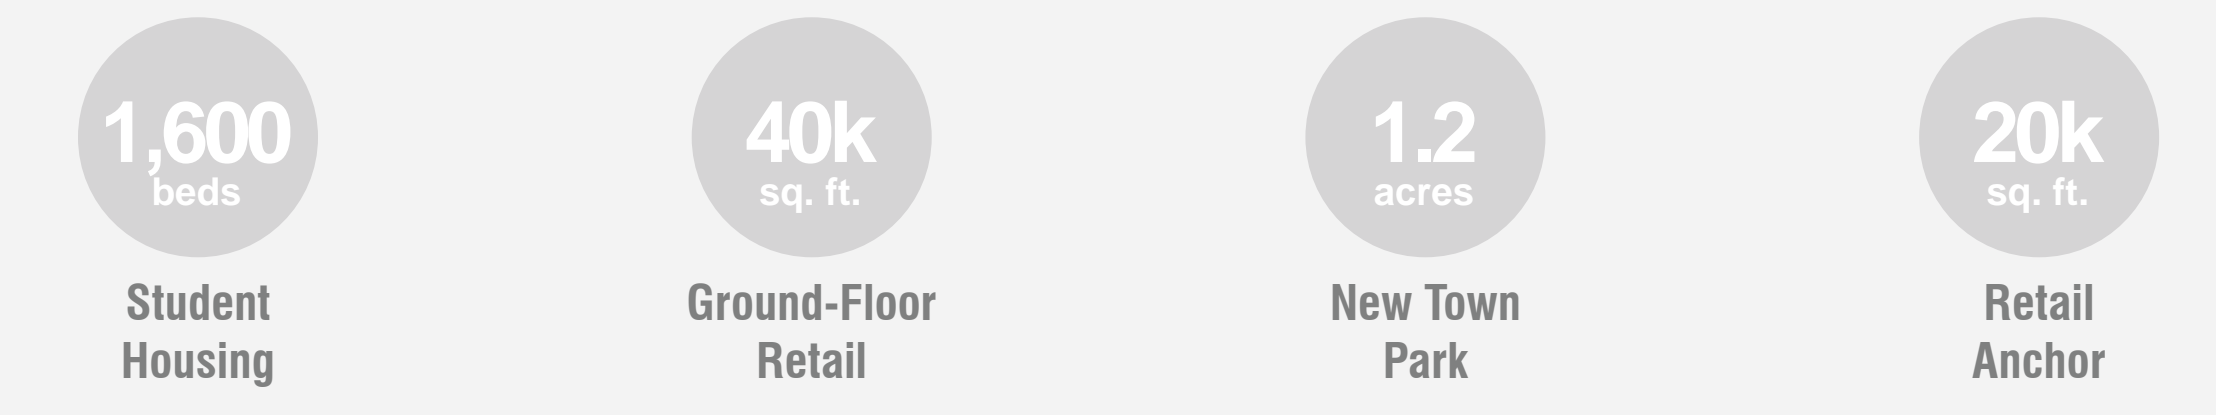 1,600
beds
Student
Housing
40k
sq. ft.
Ground-Floor
Retail
1.2
acres
New Town
Park
20k
sq. ft.
Retail
Anchor